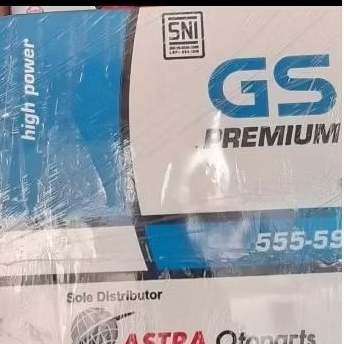 SNI
high power
GS
PREMIUM
555-59
Sole Distributor
ASTRA Otoparts